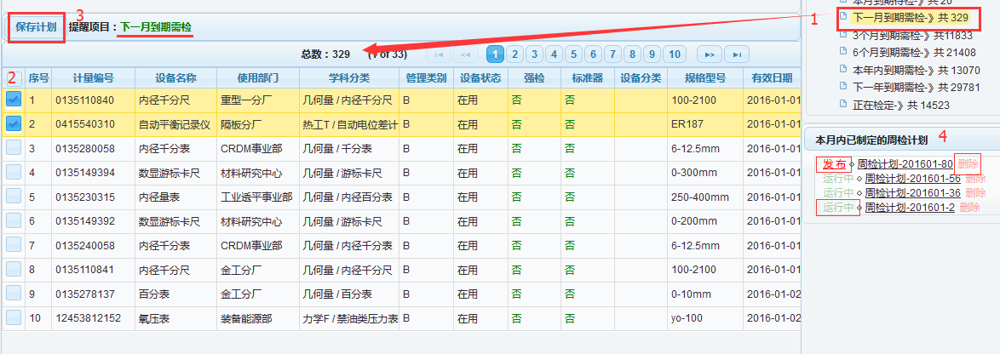 保存计划 3 提醒项目：下一月到期需检
总数：329 (1 of 33) 1 2 3 4 5 6 7 8 9 10
2 序号 计量编号 设备名称 使用部门 学科分类 管理类别 设备状态 强检 标准器 设备分类 规格型号 有效日期
1 0135110840 内径千分尺 重型一分厂 几何量 / 内径千分尺 B 在用 否 否 100-2100 2016-01-01
2 0415540310 自动平衡记录仪 隔板分厂 热工T / 自动电位差计 B 在用 否 否 ER187 2016-01-01
3 0135280058 内径千分表 CRDM事业部 几何量 / 千分表 B 在用 否 否 6-12.5mm 2016-01-01
4 0135149394 数显游标卡尺 材料研究中心 几何量 / 游标卡尺 B 在用 否 否 0-300mm 2016-01-01
5 0135230315 内径量表 工业透平事业部 几何量 / 内径百分表 B 在用 否 否 250-400mm 2016-01-01
6 0135149392 数显游标卡尺 材料研究中心 几何量 / 游标卡尺 B 在用 否 否 0-200mm 2016-01-01
7 0135240058 内径千分表 CRDM事业部 几何量 / 内径千分表 B 在用 否 否 6-12.5mm 2016-01-01
8 0135110841 内径千分尺 金工分厂 几何量 / 内径千分尺 B 在用 否 否 100-2100 2016-01-01
9 0135278137 百分表 金工分厂 几何量 / 百分表 B 在用 否 否 0-10mm 2016-01-02
10 12453812152 氧压表 装备能源部 力学F / 禁油类压力表 B 在用 否 否 yo-100 2016-01-02
本月到期待检-》共 20
1 下一月到期需检-》共 329
3个月到期需检-》共11833
6个月到期需检-》共 21408
本年内到期需检-》共 13070
下一年到期需检-》共 29781
正在检定-》共 14523
本月内已制定的周检计划 4
发 布 周检计划-201601-80 删除
运行中 周检计划-201601-56 删除
运行中 周检计划-201601-36 删除
运行中 周检计划-201601-2 删除